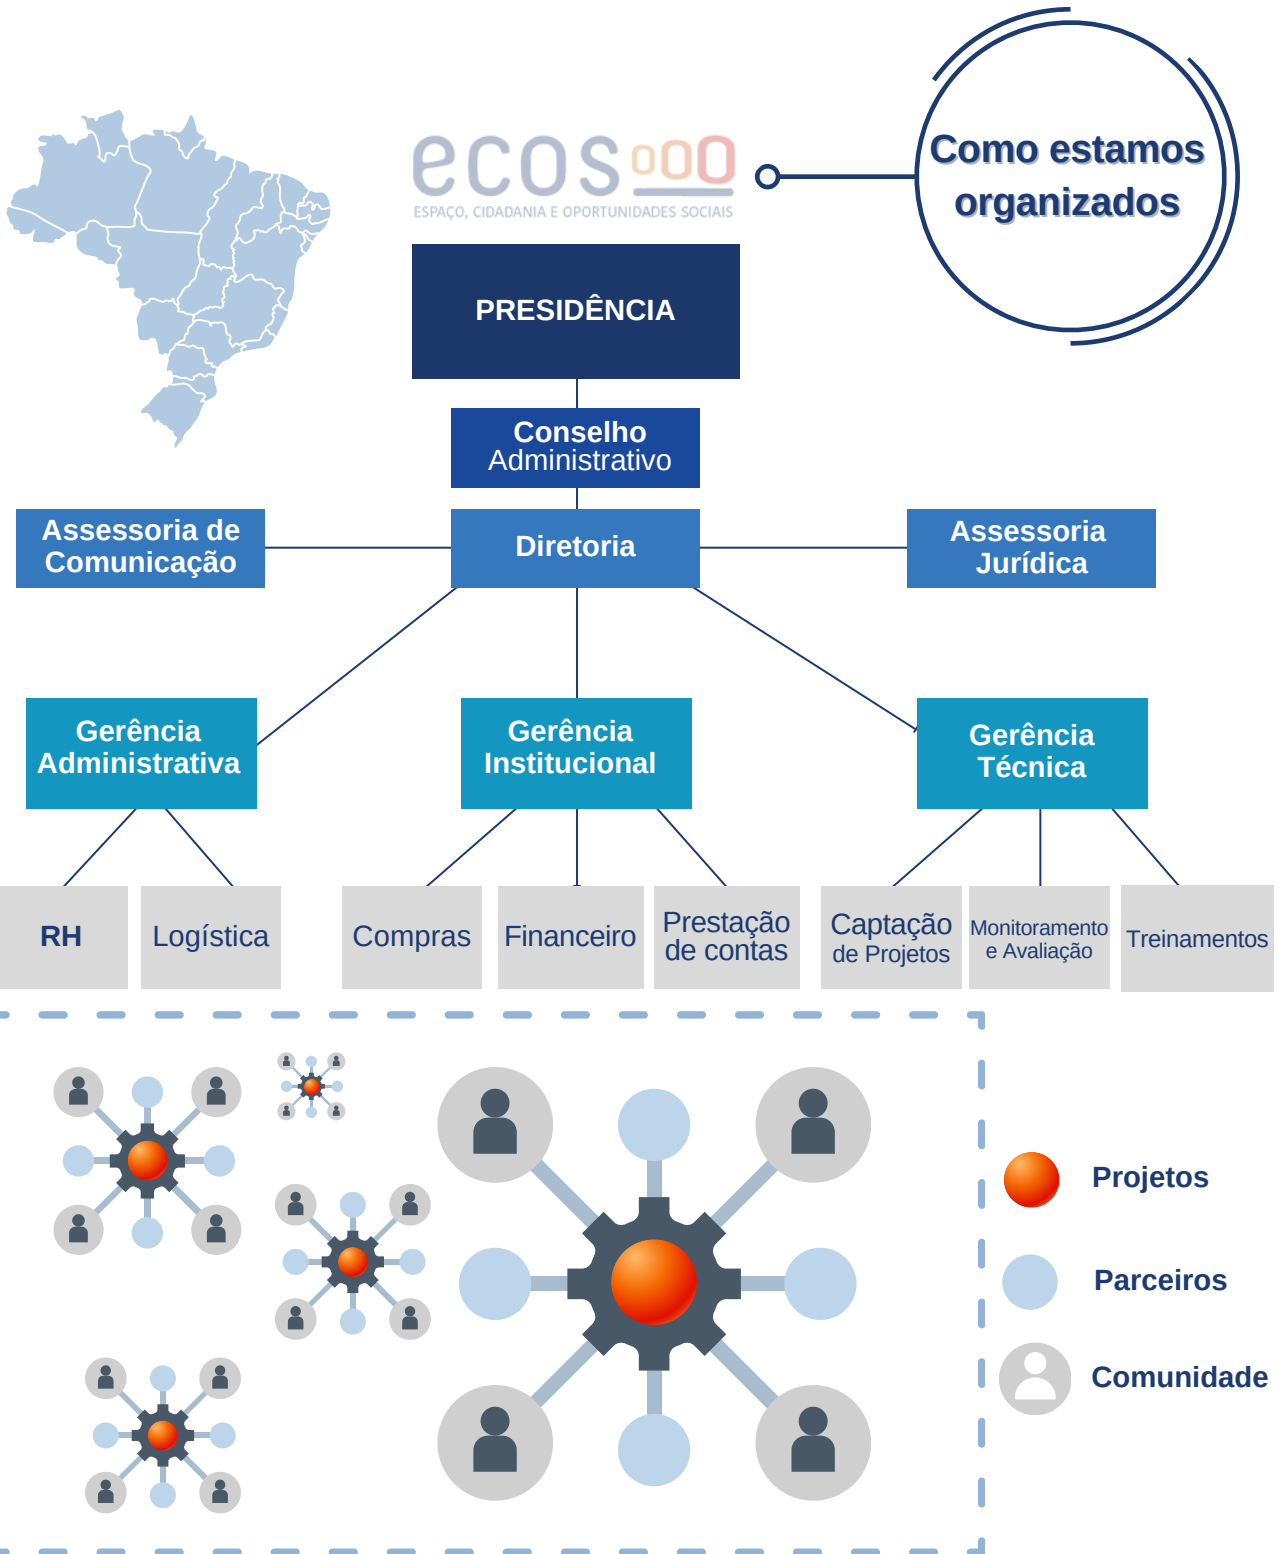 ecos
ESPAÇO, CIDADANIA E OPORTUNIDADES SOCIAIS
Como estamos
organizados
PRESIDÊNCIA
Conselho
Administrativo
Assessoria de
Comunicação
Diretoria
Assessoria
Jurídica
Gerência
Administrativa
Gerência
Institucional
Gerência
Técnica
RH
Logística
Compras
Financeiro
Prestação
de contas
Captação
de Projetos
Monitoramento
e Avaliação
Treinamentos
Projetos
Parceiros
Comunidade